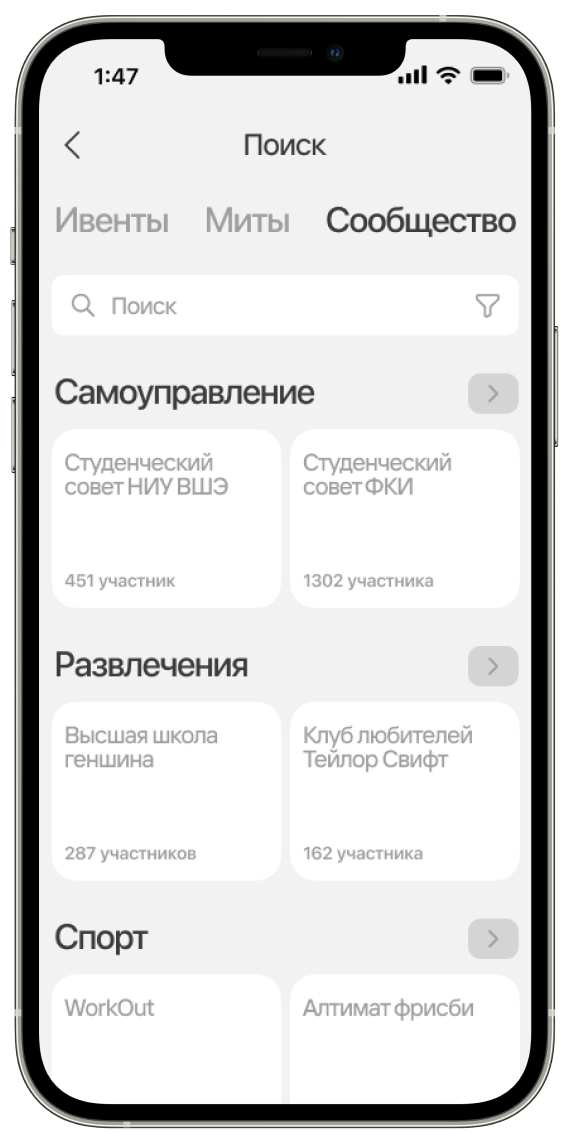 1:47
Поиск
Ивенты Миты Сообщество
Поиск
Самоуправление
Студенческий
совет НИУ ВШЭ
451 участник
Студенческий
совет ФКИ
1302 участника
Развлечения
Высшая школа
геншина
287 участников
Клуб любителей
Тейлор Свифт
162 участника
Спорт
WorkOut
Алтимат фрисби